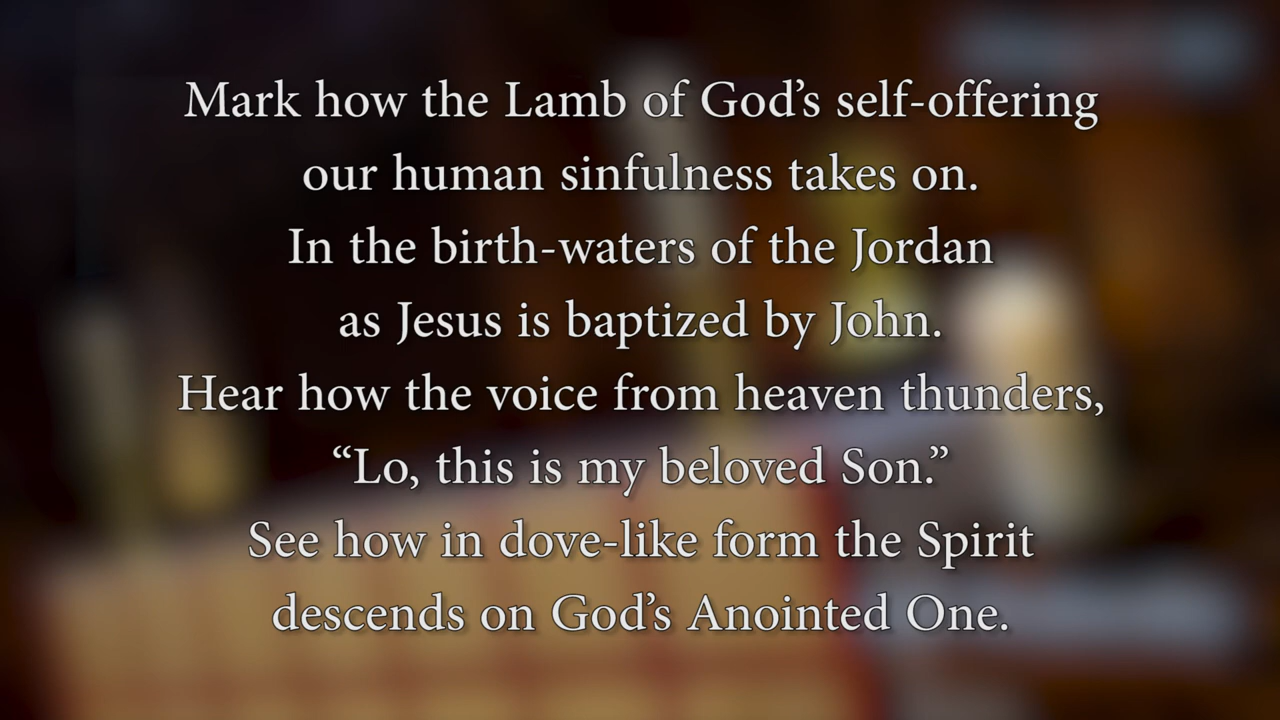 Mark how the Lamb of God’s self-offering
our human sinfulness takes on.
In the birth-waters of the Jordan
as Jesus is baptized by John.
Hear how the voice from heaven thunders,
“Lo, this is my beloved Son.”
See how in dove-like form the Spirit
descends on God’s Anointed One.